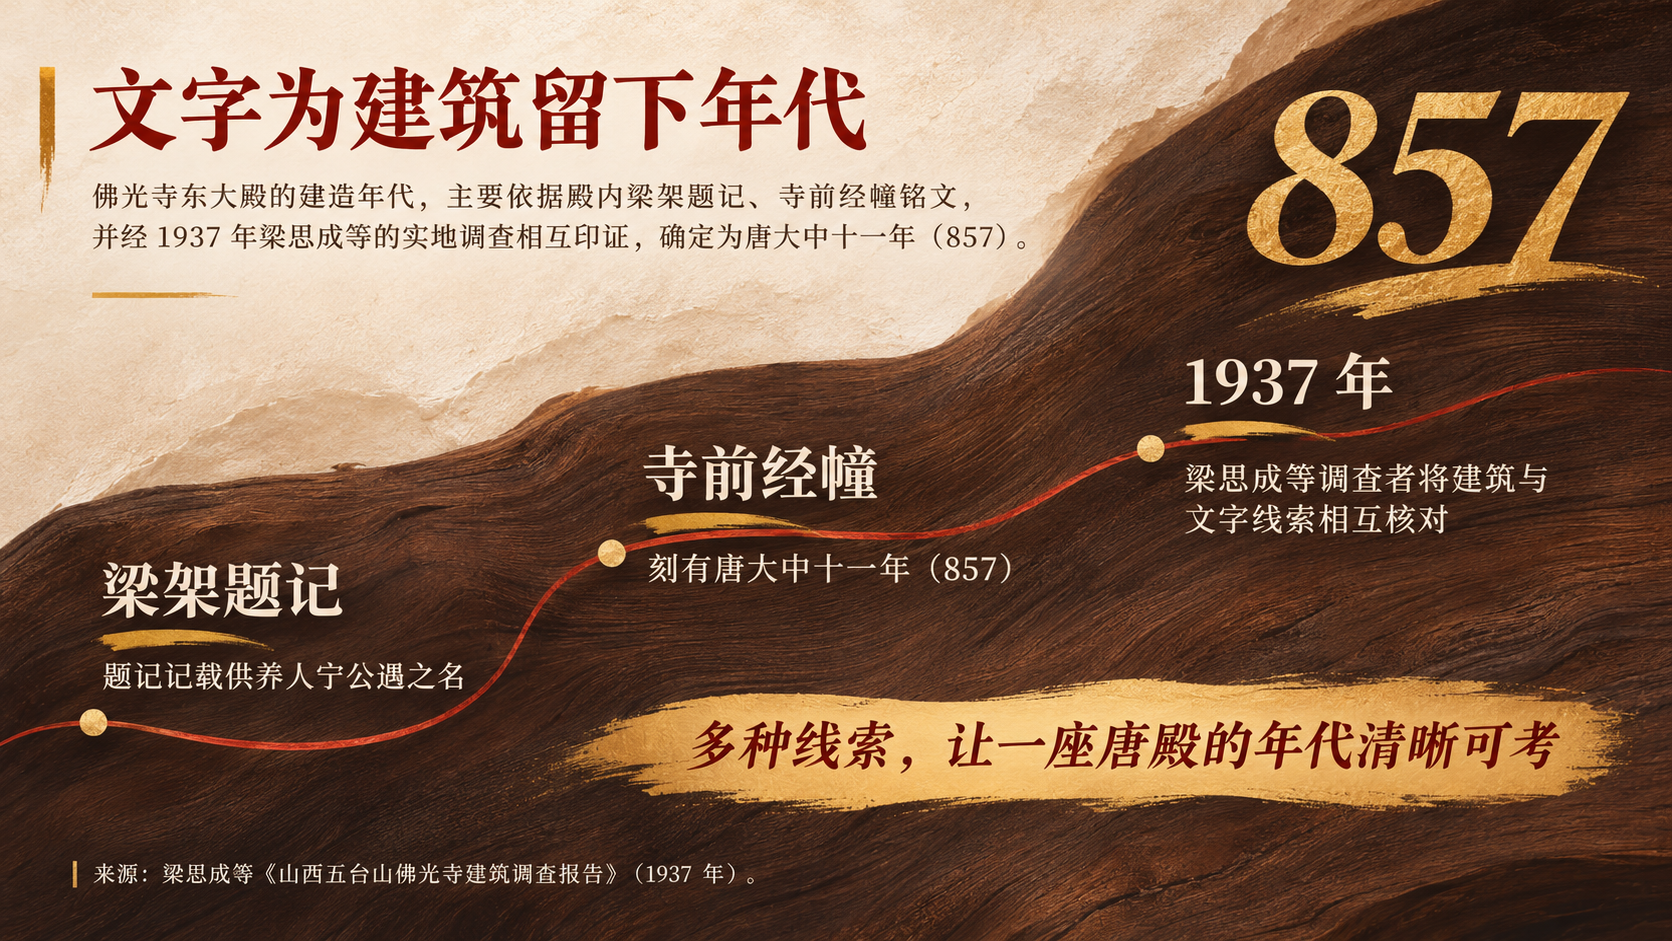 文字为建筑留下年代
佛光寺东大殿的建造年代，主要依据殿内梁架题记、寺前经幢铭文，
并经 1937 年梁思成等的实地调查相互印证，确定为唐大中十一年（857）。
857
1937 年
梁思成等调查者将建筑与
文字线索相互核对
寺前经幢
刻有唐大中十一年（857）
梁架题记
题记记载供养人宁公遇之名
多种线索，让一座唐殿的年代清晰可考
来源：梁思成等《山西五台山佛光寺建筑调查报告》（1937 年）。